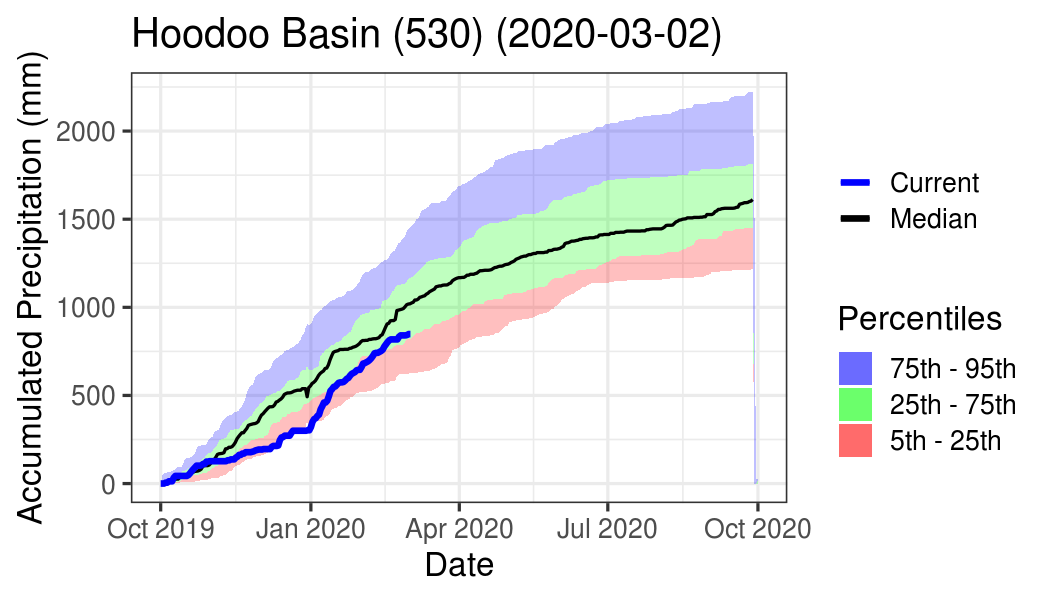 Hoodoo Basin (530) (2020-03-02)
Accumulated Precipitation (mm)
2000
1500
1000
500
0
Oct 2019 Jan 2020 Apr 2020 Jul 2020 Oct 2020
Date
Current
Median
Percentiles
75th - 95th
25th - 75th
5th - 25th